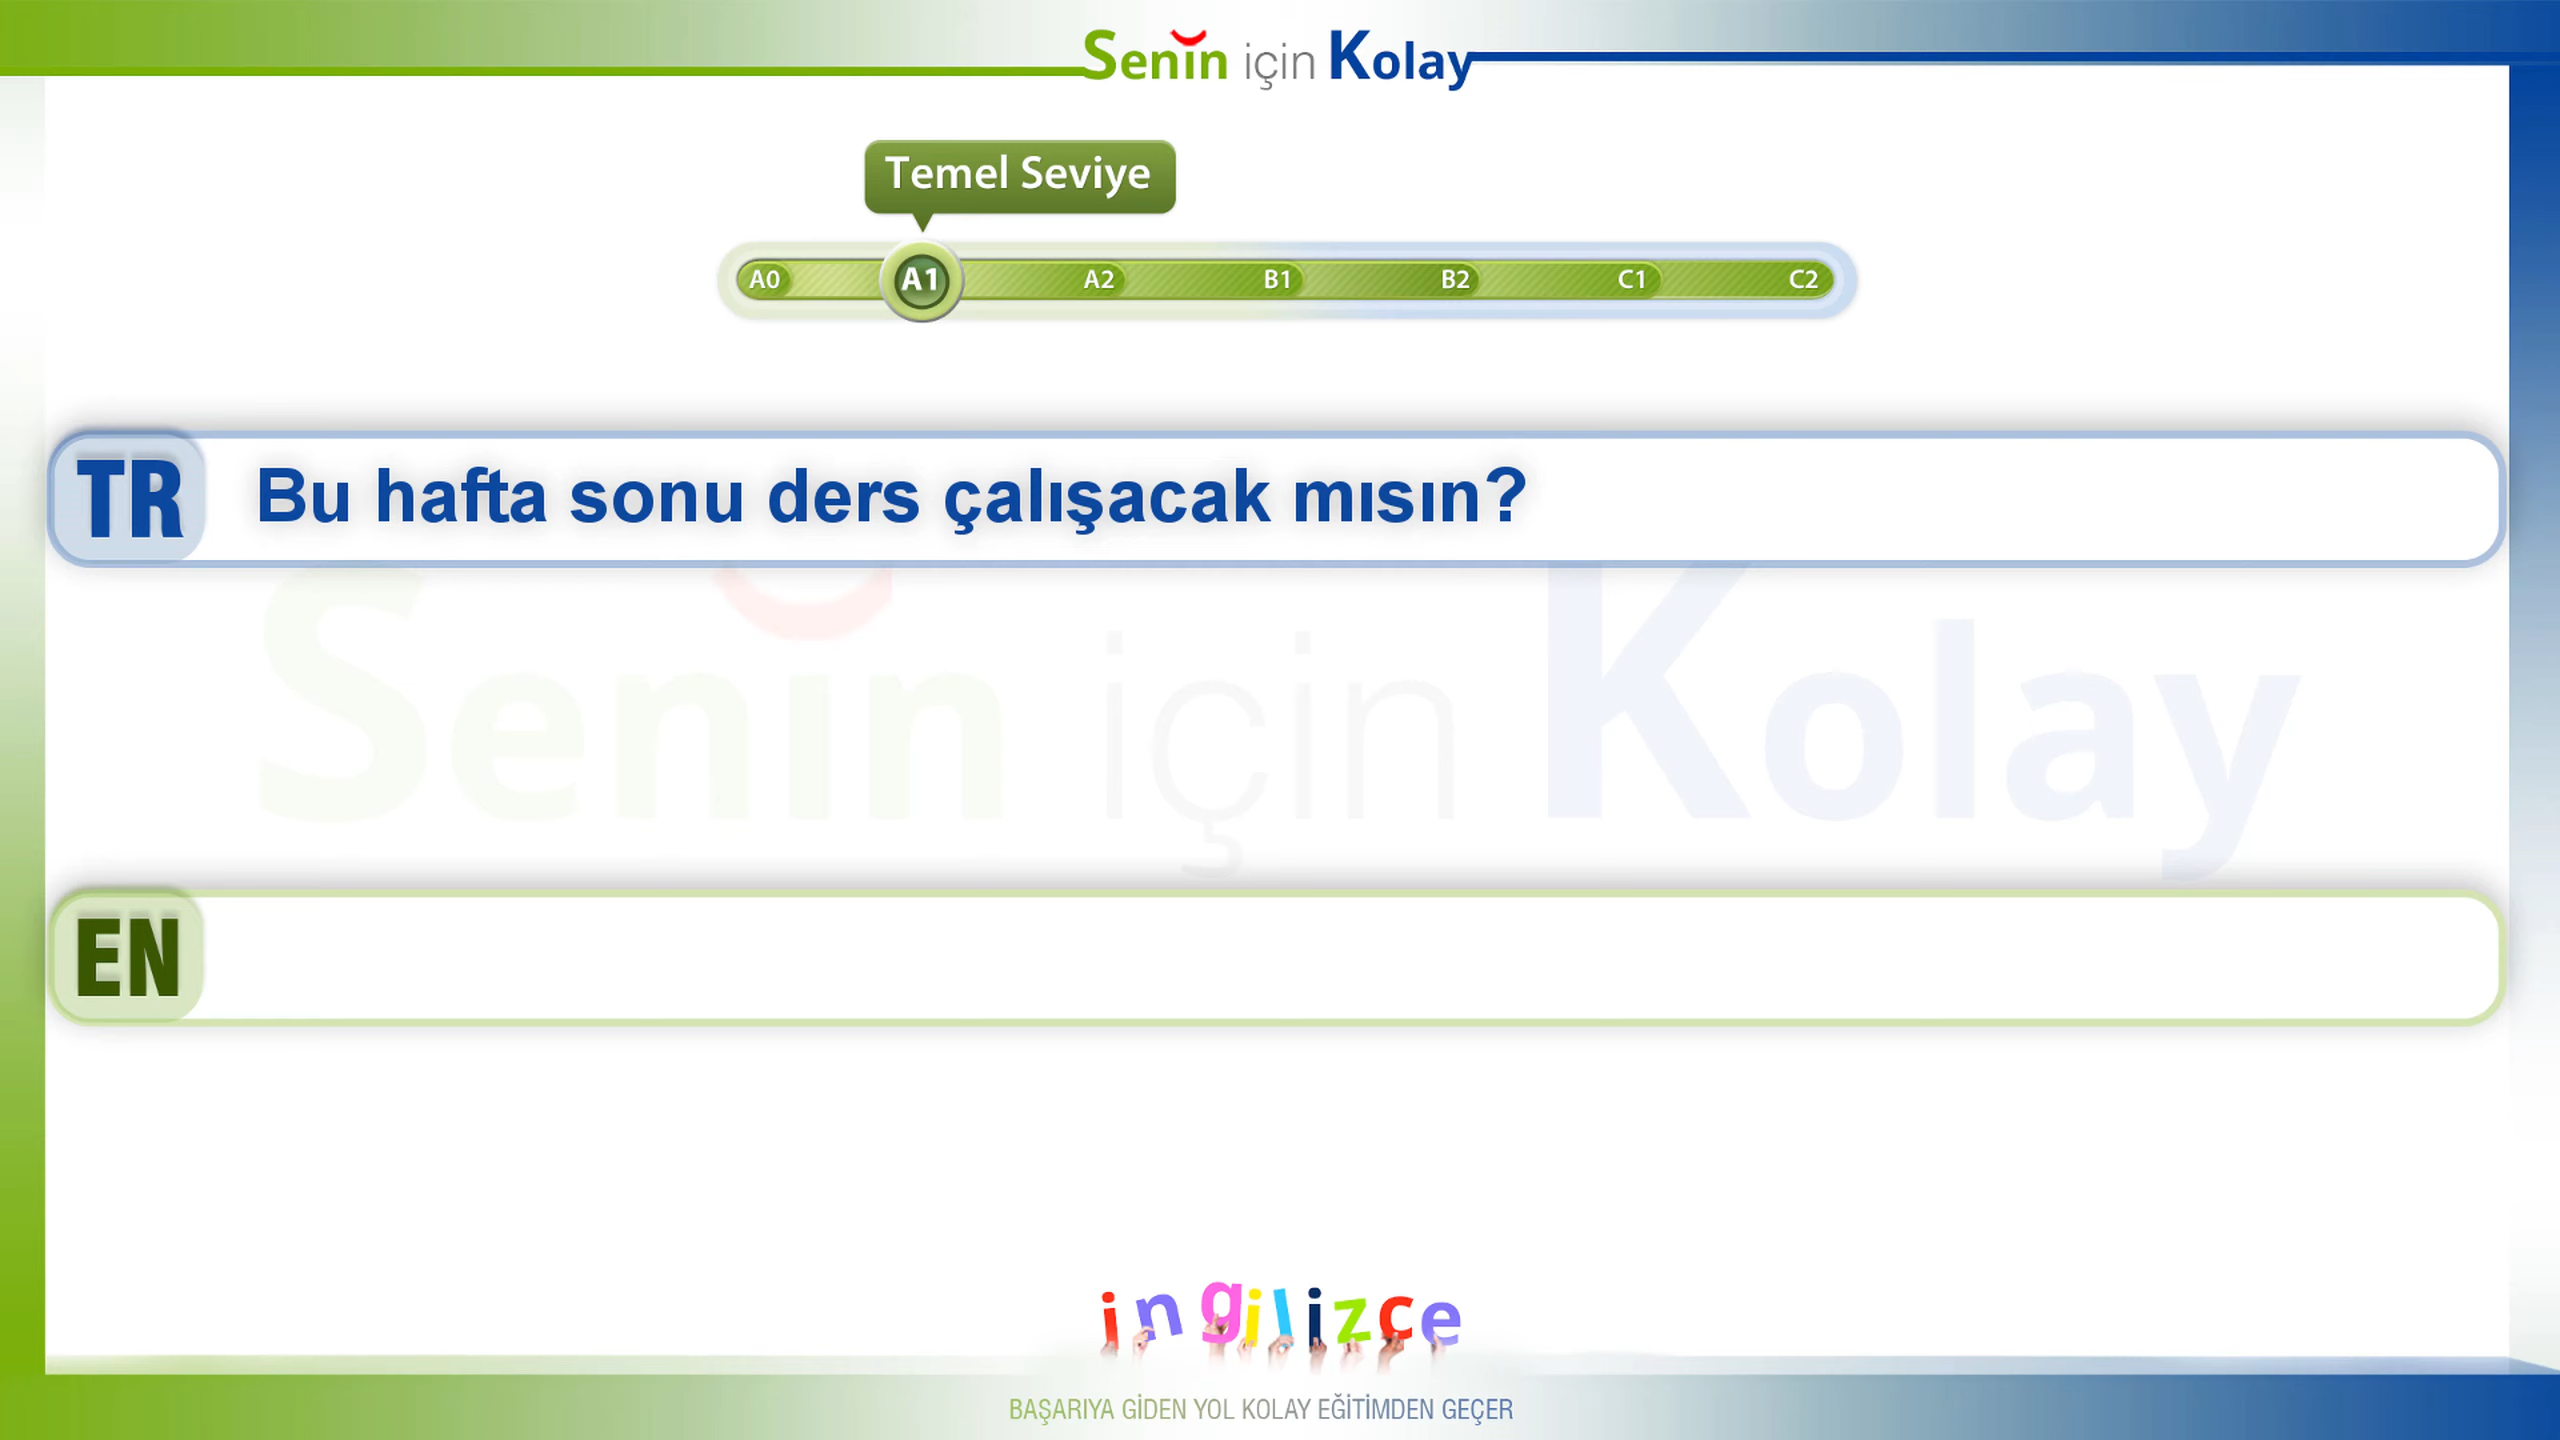 Senin için Kolay
Temel Seviye
A0 A1 A2 B1 B2 C1 C2
TR Bu hafta sonu ders çalışacak mısın?
Senin için Kolay
EN
ingilizce
BAŞARIYA GİDEN YOL KOLAY EĞİTİMDEN GEÇER